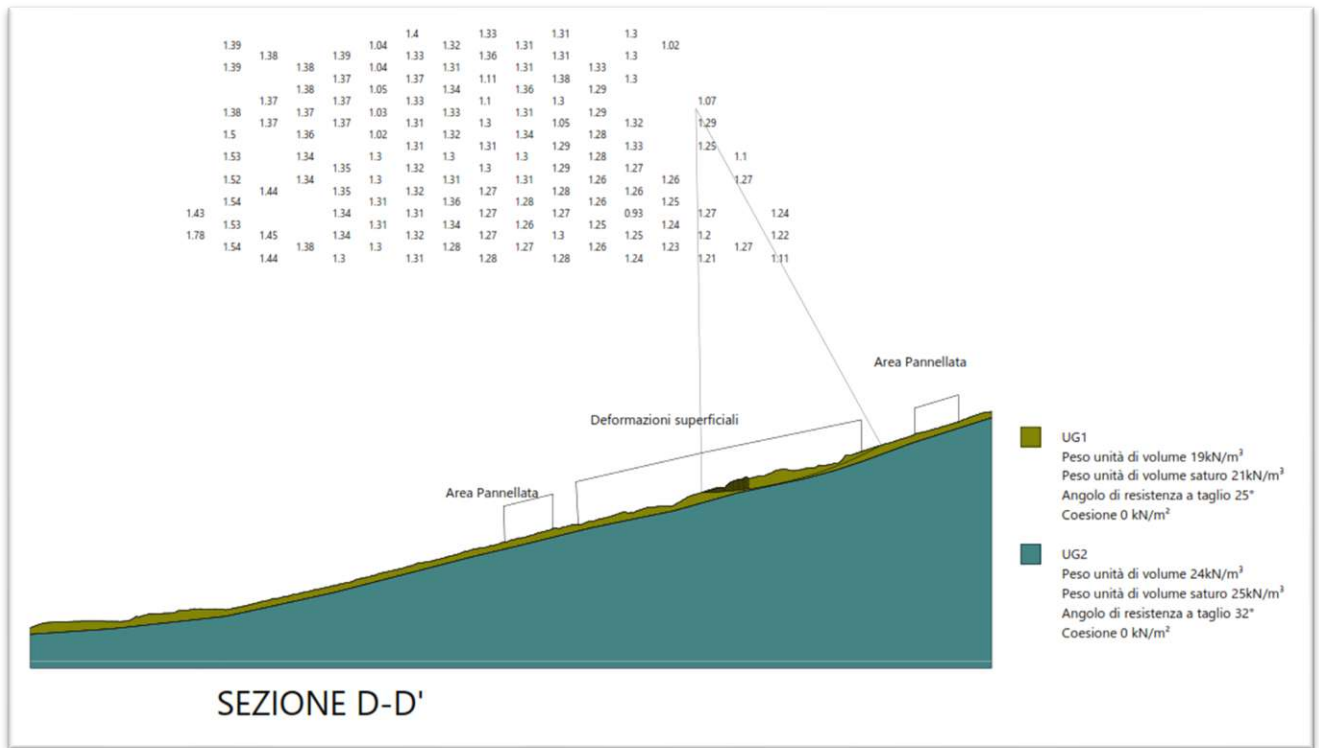 1.4 1.33 1.31 1.3
1.39 1.04 1.32 1.31 1.02
1.38 1.39 1.33 1.36 1.31 1.3
1.39 1.38 1.04 1.31 1.31 1.33
1.37 1.37 1.11 1.38 1.3
1.38 1.05 1.34 1.36 1.29
1.37 1.37 1.33 1.1 1.3 1.07
1.38 1.37 1.03 1.33 1.31 1.29
1.37 1.37 1.31 1.3 1.05 1.32 1.29
1.5 1.36 1.02 1.32 1.34 1.28
1.31 1.31 1.29 1.33 1.25
1.53 1.34 1.3 1.3 1.3 1.28 1.1
1.35 1.32 1.3 1.29 1.27
1.52 1.34 1.3 1.31 1.31 1.26 1.26 1.27
1.44 1.35 1.32 1.27 1.28 1.26
1.54 1.31 1.36 1.28 1.26 1.25
1.43 1.34 1.31 1.27 1.27 0.93 1.27 1.24
1.53 1.31 1.34 1.26 1.25 1.24
1.78 1.45 1.34 1.32 1.27 1.3 1.25 1.2 1.22
1.54 1.38 1.3 1.28 1.27 1.26 1.23 1.27
1.44 1.3 1.31 1.28 1.28 1.24 1.21 1.11
Area Pannellata
Deformazioni superficiali
Area Pannellata
UG1
Peso unità di volume 19kN/m³
Peso unità di volume saturo 21kN/m³
Angolo di resistenza a taglio 25°
Coesione 0 kN/m²
UG2
Peso unità di volume 24kN/m³
Peso unità di volume saturo 25kN/m³
Angolo di resistenza a taglio 32°
Coesione 0 kN/m²
SEZIONE D-D'